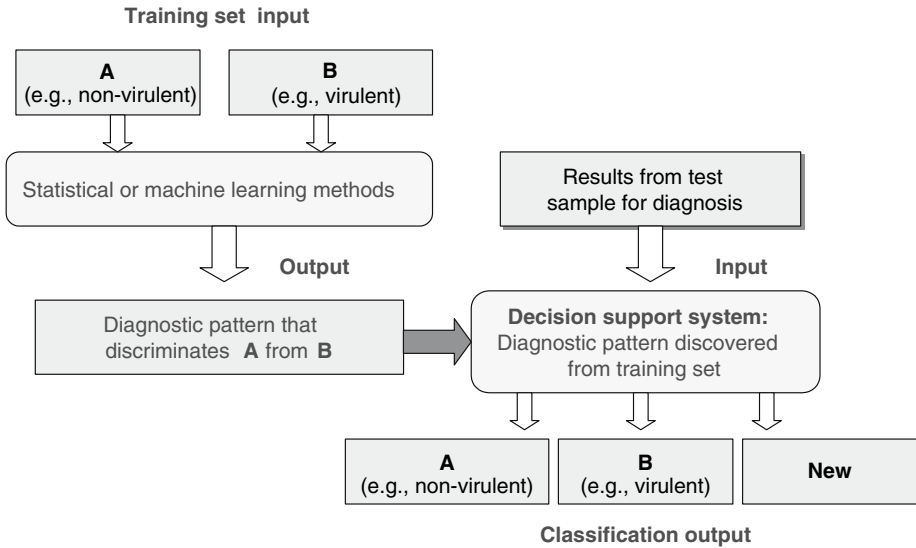 Training set input
A
(e.g., non-virulent)
B
(e.g., virulent)
Statistical or machine learning methods
Output
Diagnostic pattern that
discriminates A from B
Results from test
sample for diagnosis
Input
Decision support system:
Diagnostic pattern discovered
from training set
A
(e.g., non-virulent)
B
(e.g., virulent)
New
Classification output